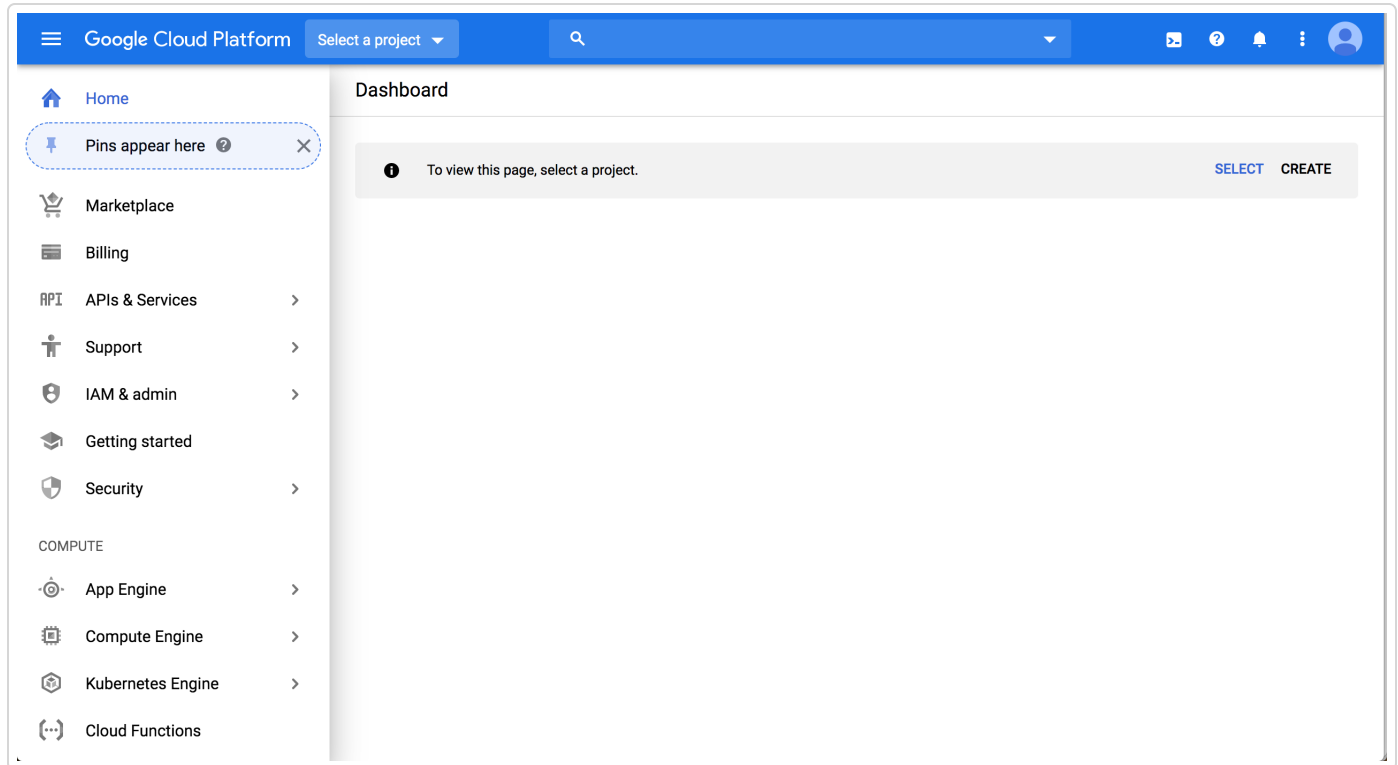 Google Cloud Platform
Select a project
Home
Pins appear here
Marketplace
Billing
API APIs & Services
Support
IAM & admin
Getting started
Security
COMPUTE
App Engine
Compute Engine
Kubernetes Engine
Cloud Functions
Dashboard
To view this page, select a project.
SELECT CREATE